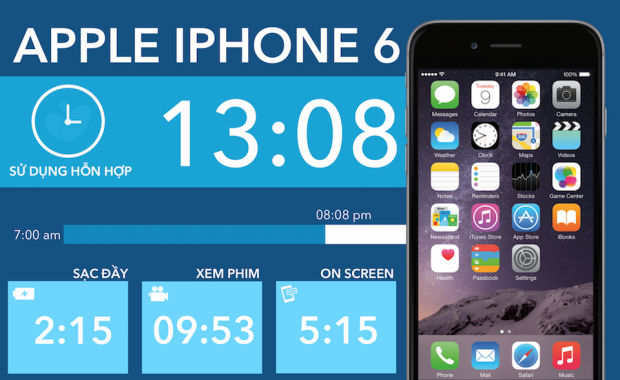 APPLE IPHONE 6
SỬ DỤNG HỖN HỢP
13:08
08:08 pm
7:00 am
SẠC ĐẦY
XEM PHIM
ON SCREEN
2:15
09:53
5:15
9:41 AM
100%
Tuesday
9
Messages
Calendar
Photos
Camera
Weather
Clock
Maps
Videos
Notes
Reminders
Stocks
Game Center
Newsstand
iTunes Store
App Store
iBooks
Health
Passbook
Settings
Phone
Mail
Safari
Music